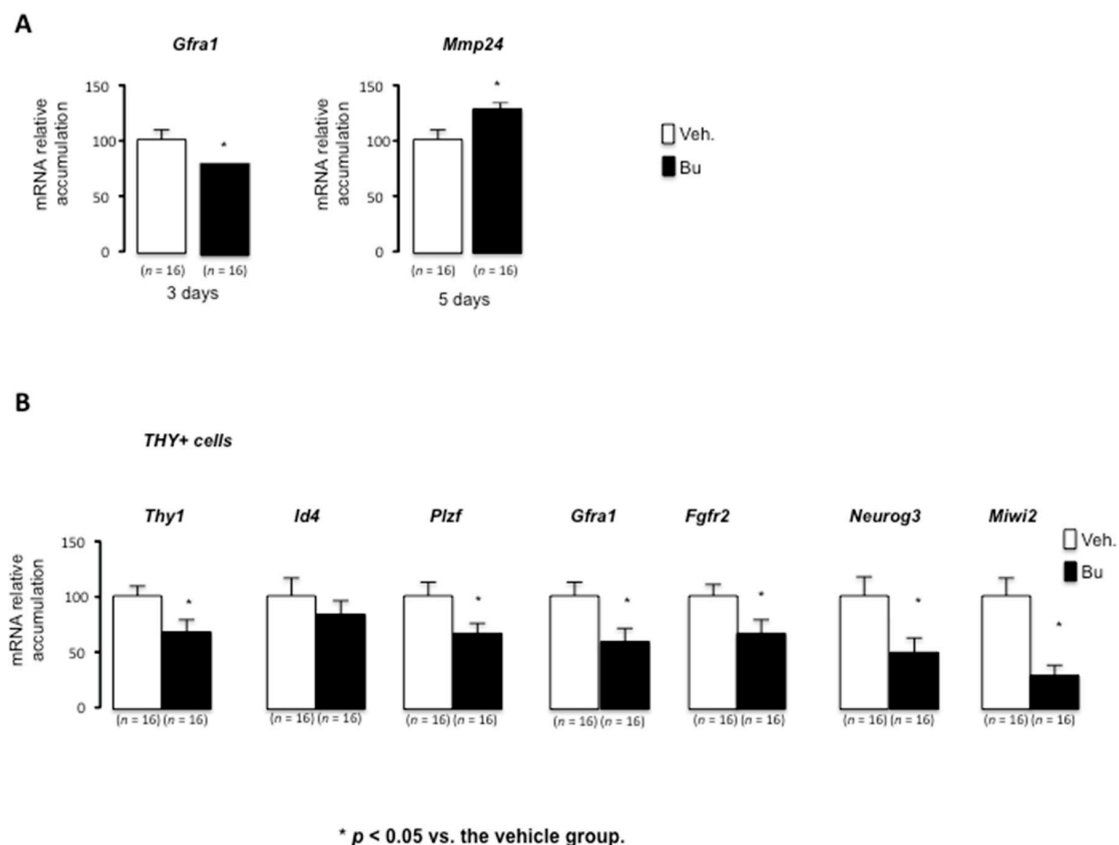 A
Gfra1 Mmp24
mRNA relative
accumulation
150
100
50
0
*
(n = 16) (n = 16)
3 days
mRNA relative
accumulation
150
100
50
0
*
(n = 16) (n = 16)
5 days
Veh.
Bu
B
THY+ cells
Thy1 Id4 Plzf Gfra1 Fgfr2 Neurog3 Miwi2
Veh.
Bu
mRNA relative
accumulation
150
100
50
0
* * * * * *
(n = 16) (n = 16) (n = 16) (n = 16) (n = 16) (n = 16) (n = 16) (n = 16) (n = 16) (n = 16) (n = 16) (n = 16) (n = 16) (n = 16)
* p < 0.05 vs. the vehicle group.